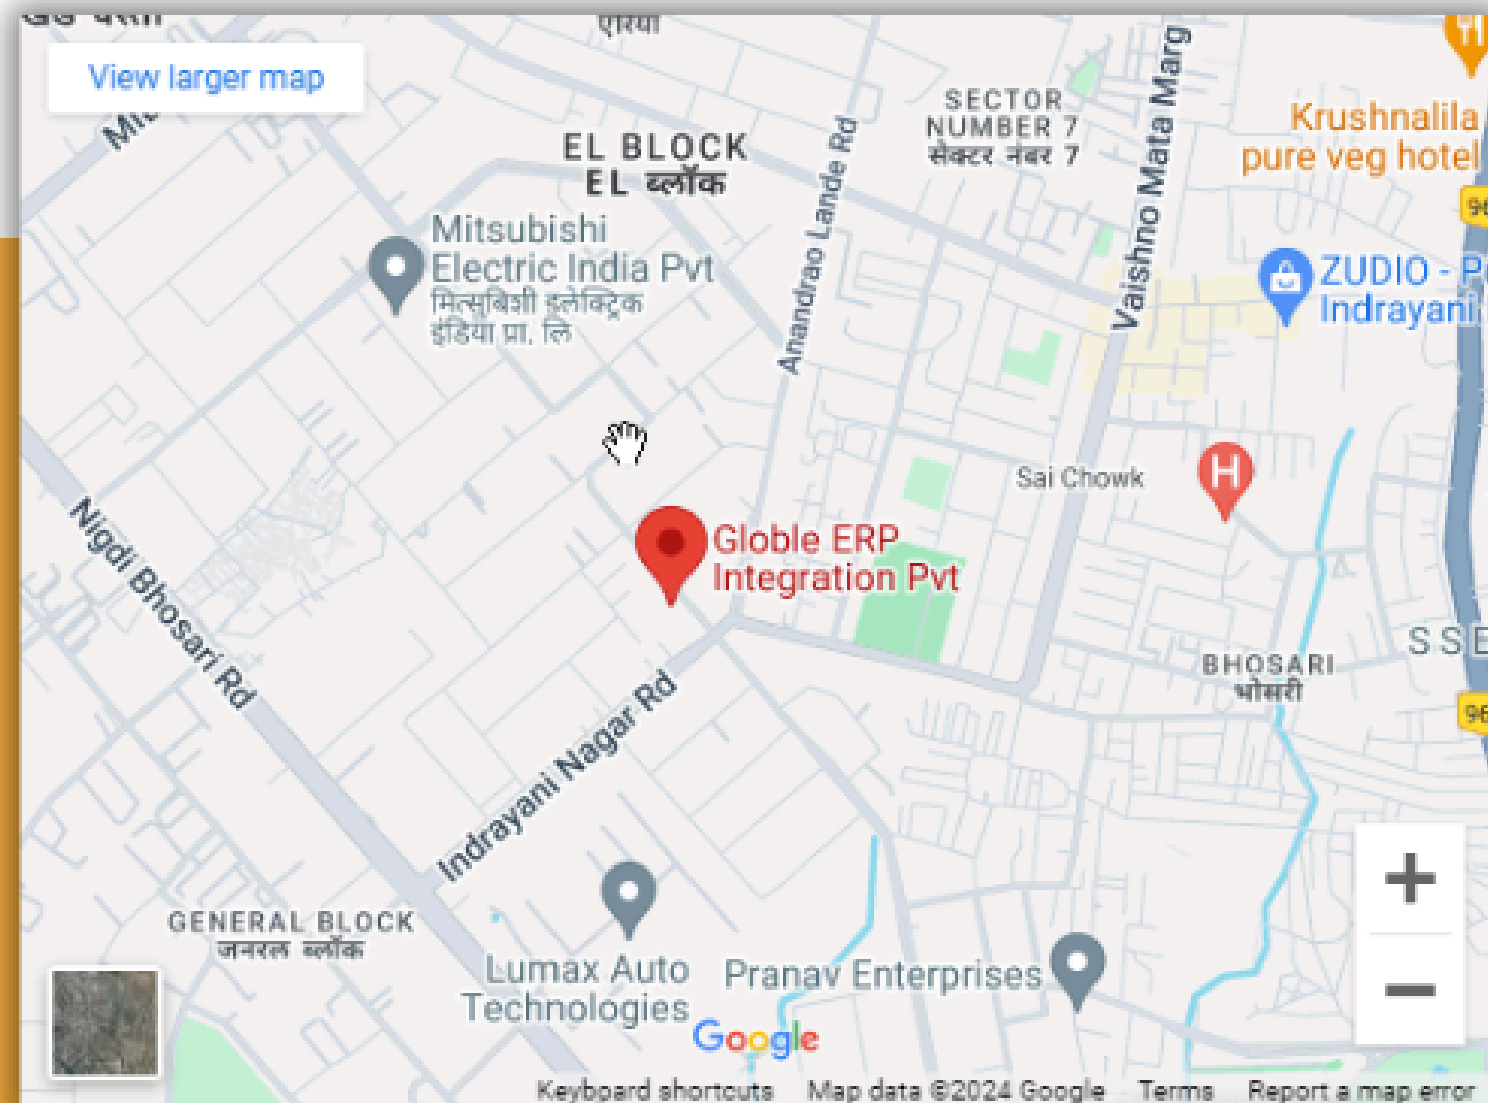 एरिया
View larger map
EL BLOCK
EL ब्लॉक
SECTOR
NUMBER 7
सेक्टर नंबर 7
Anandrao Lande Rd
Vaishno Mata Marg
Krushnalila
pure veg hotel
Mitsubishi
Electric India Pvt
मित्सुबिशी इलेक्ट्रिक
इंडिया प्रा. लि
ZUDIO -
Indrayani
Sai Chowk
H
Nigdi Bhosari Rd
Globle ERP
Integration Pvt
BHOSARI
भोसरी
Indrayani Nagar Rd
GENERAL BLOCK
जनरल ब्लॉक
Lumax Auto
Technologies
Pranav Enterprises
+
−
Google
Keyboard shortcuts Map data ©2024 Google Terms Report a map error